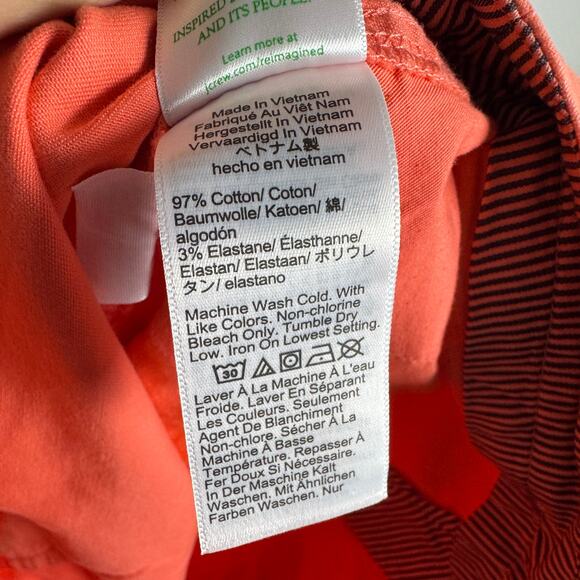 INSPIRED
AND ITS PEOPLE.
Learn more at
jcrew.com/reimagined
Made In Vietnam
Fabriqué Au Viêt Nam
Hergestellt In Vietnam
Vervaardigd In Vietnam
ベトナム製
hecho en vietnam
97% Cotton/ Coton/
Baumwolle/ Katoen/ 綿/
algodón
3% Elastane/ Élasthanne/
Elastan/ Elastaan/ ポリウレ
タン/ elastano
Machine Wash Cold. With
Like Colors. Non-chlorine
Bleach Only. Tumble Dry
Low. Iron On Lowest Setting.
30
Laver À La Machine À L'eau
Froide. Laver En Séparant
Les Couleurs. Seulement
Agent De Blanchiment
Non-chlore. Sécher À La
Machine À Basse
Température. Repasser À
Fer Doux Si Nécessaire.
In Der Maschine Kalt
Waschen. Mit Ähnlichen
Farben Waschen. Nur